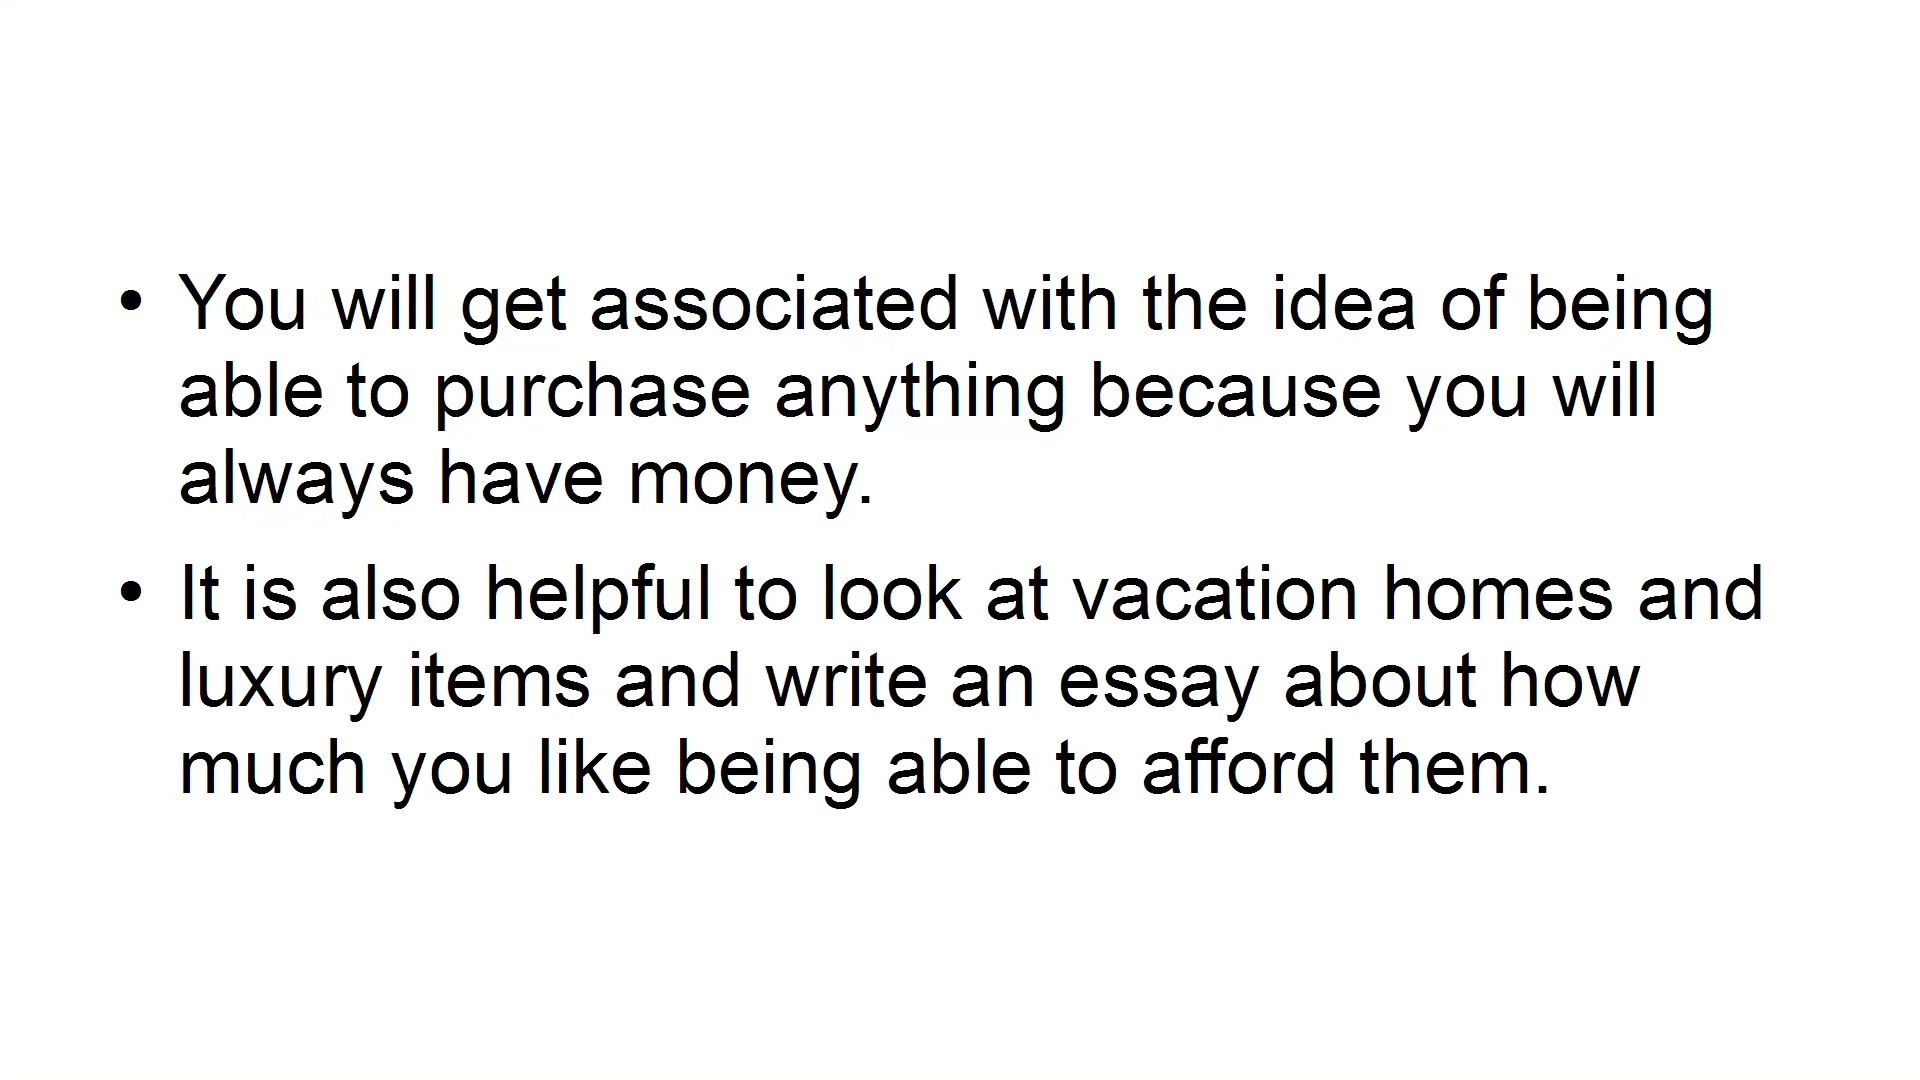 • You will get associated with the idea of being
able to purchase anything because you will
always have money.
• It is also helpful to look at vacation homes and
luxury items and write an essay about how
much you like being able to afford them.